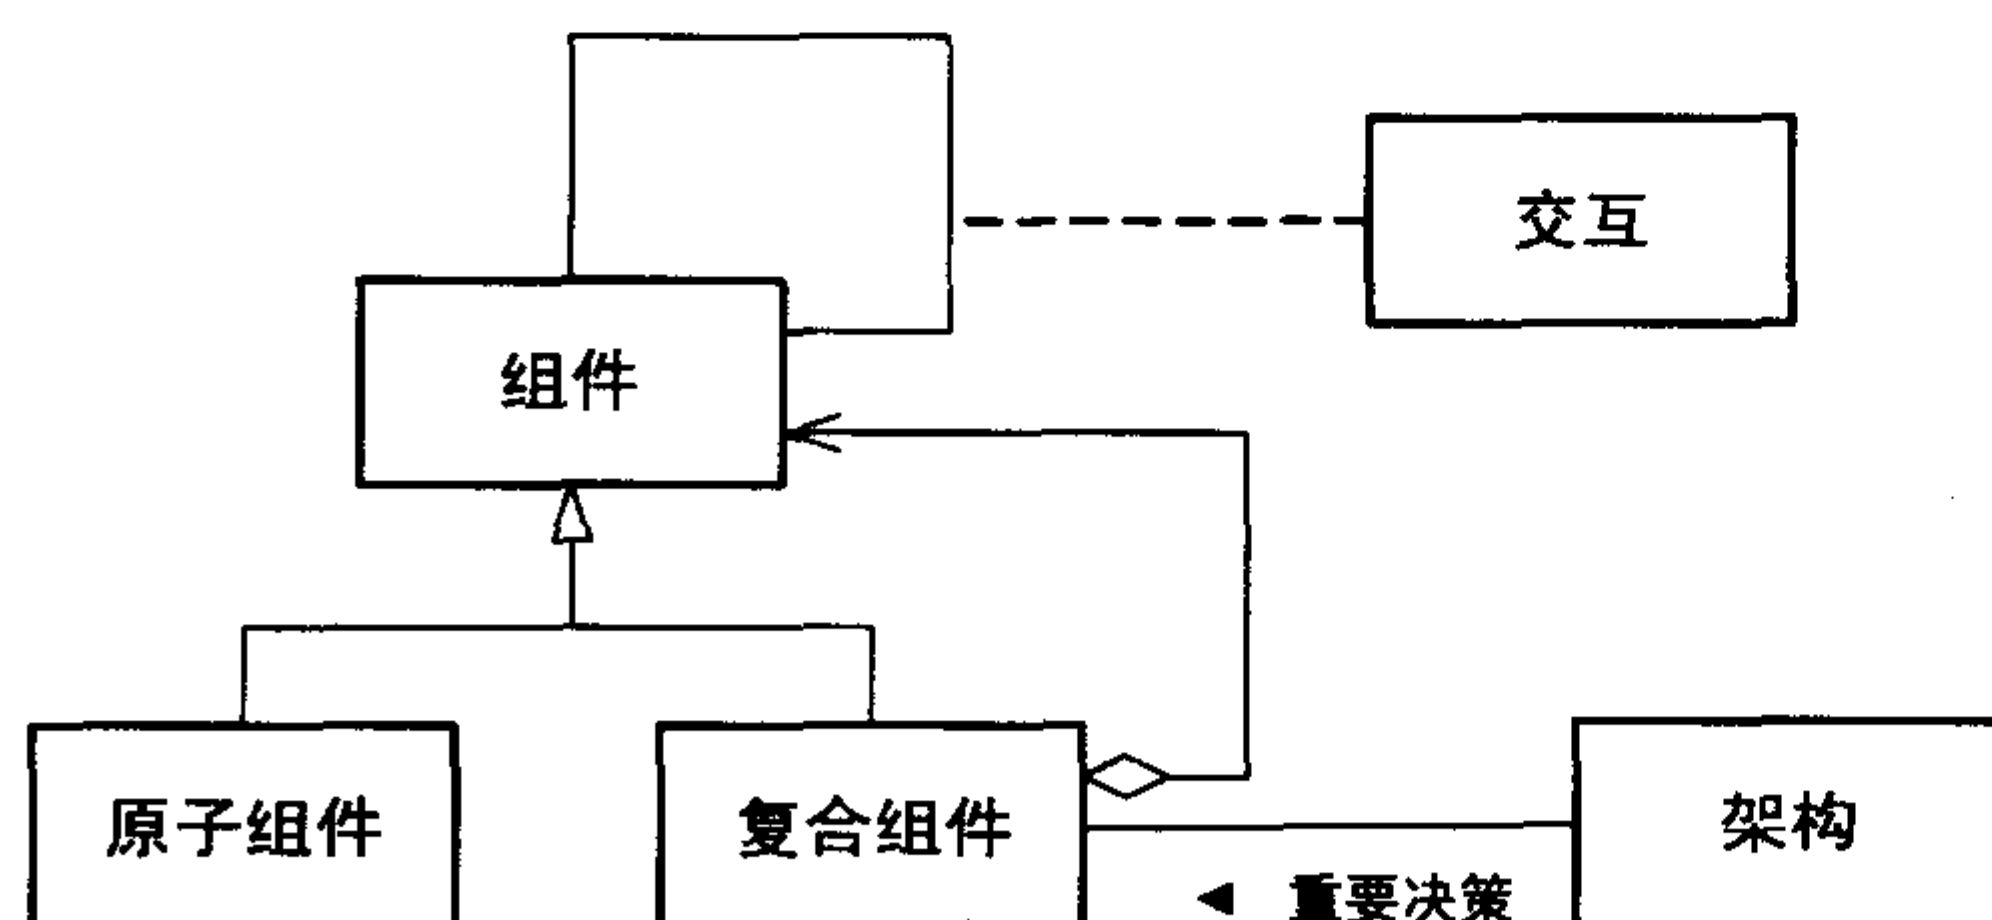 交互
组件
原子组件
复合组件
架构
◀ 重要决策